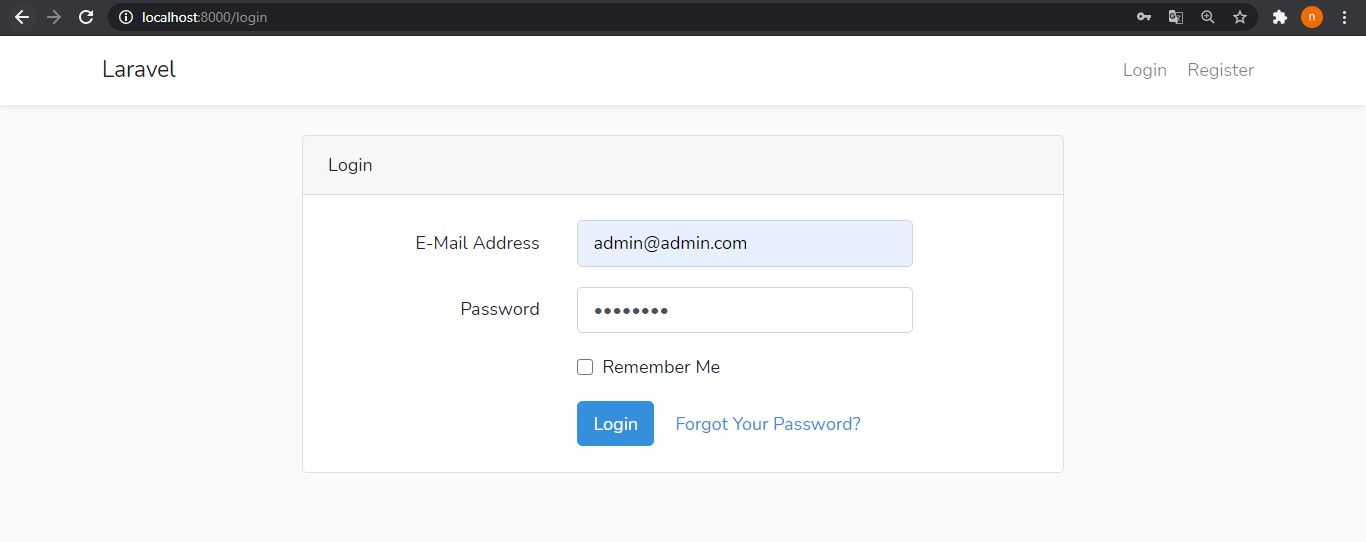 localhost:8000/login
n
Laravel
Login Register
Login
E-Mail Address admin@admin.com
Password ••••••••
Remember Me
Login Forgot Your Password?